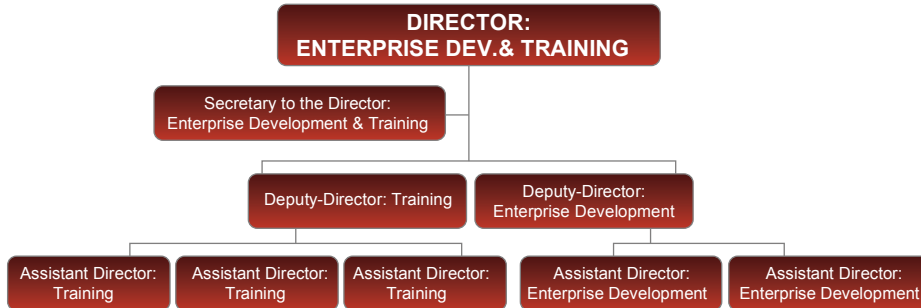 DIRECTOR:
ENTERPRISE DEV.& TRAINING
Secretary to the Director:
Enterprise Development & Training
Deputy-Director: Training
Deputy-Director:
Enterprise Development
Assistant Director:
Training
Assistant Director:
Training
Assistant Director:
Training
Assistant Director:
Enterprise Development
Assistant Director:
Enterprise Development